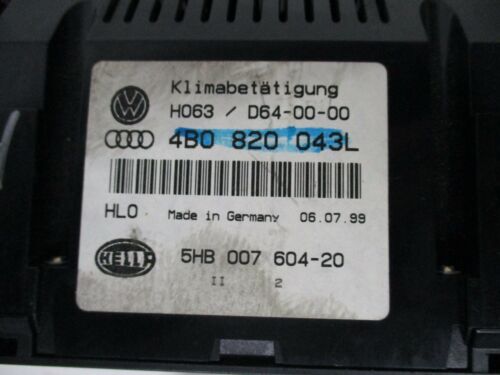 Klimabetätigung
H063 / D64-00-00
4B0 820 043L
HLO Made in Germany 06.07.99
HELLA 5HB 007 604-20
II 2